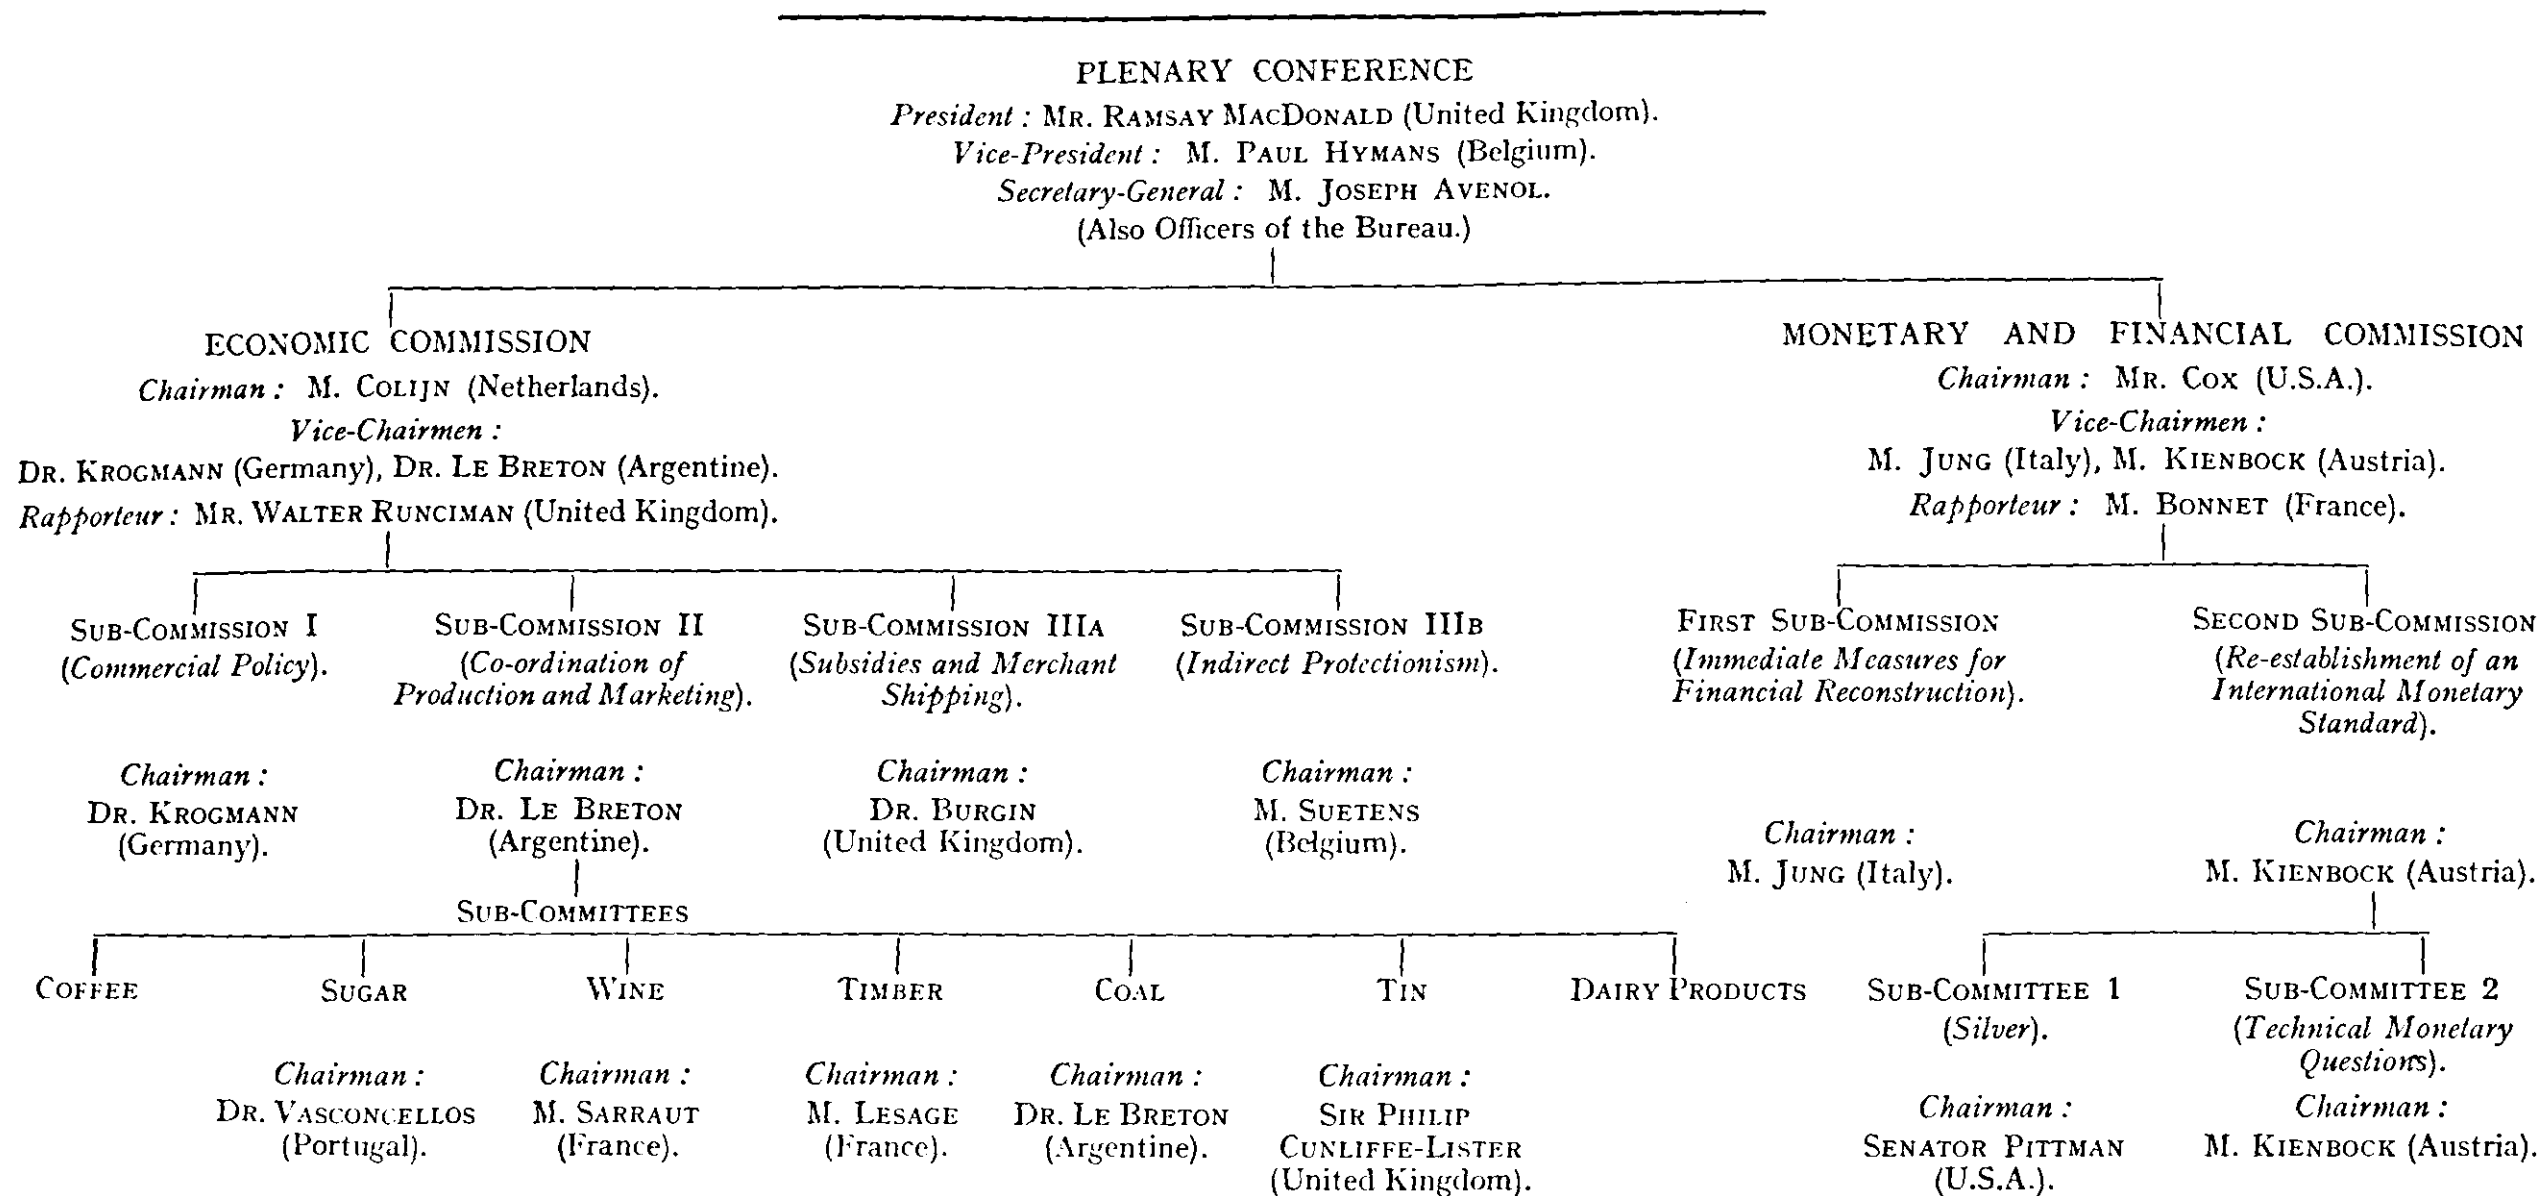 PLENARY CONFERENCE
President : MR. RAMSAY MACDONALD (United Kingdom).
Vice-President : M. PAUL HYMANS (Belgium).
Secretary-General : M. JOSEPH AVENOL.
(Also Officers of the Bureau.)
ECONOMIC COMMISSION
Chairman : M. COLIJN (Netherlands).
Vice-Chairmen :
DR. KROGMANN (Germany), DR. LE BRETON (Argentine).
Rapporteur : MR. WALTER RUNCIMAN (United Kingdom).
MONETARY AND FINANCIAL COMMISSION
Chairman : MR. COX (U.S.A.).
Vice-Chairmen :
M. JUNG (Italy), M. KIENBOCK (Austria).
Rapporteur : M. BONNET (France).
SUB-COMMISSION I
(Commercial Policy).
Chairman :
DR. KROGMANN
(Germany).
SUB-COMMISSION II
(Co-ordination of
Production and Marketing).
Chairman :
DR. LE BRETON
(Argentine).
SUB-COMMISSION IIIA
(Subsidies and Merchant
Shipping).
Chairman :
DR. BURGIN
(United Kingdom).
SUB-COMMISSION IIIB
(Indirect Protectionism).
Chairman :
M. SUETENS
(Belgium).
FIRST SUB-COMMISSION
(Immediate Measures for
Financial Reconstruction).
Chairman :
M. JUNG (Italy).
SECOND SUB-COMMISSION
(Re-establishment of an
International Monetary
Standard).
Chairman :
M. KIENBOCK (Austria).
SUB-COMMITTEES
COFFEE
SUGAR
Chairman :
DR. VASCONCELLOS
(Portugal).
WINE
Chairman :
M. SARRAUT
(France).
TIMBER
Chairman :
M. LESAGE
(France).
COAL
Chairman :
DR. LE BRETON
(Argentine).
TIN
Chairman :
SIR PHILIP
CUNLIFFE-LISTER
(United Kingdom).
DAIRY PRODUCTS
SUB-COMMITTEE 1
(Silver).
Chairman :
SENATOR PITTMAN
(U.S.A.).
SUB-COMMITTEE 2
(Technical Monetary
Questions).
Chairman :
M. KIENBOCK (Austria).